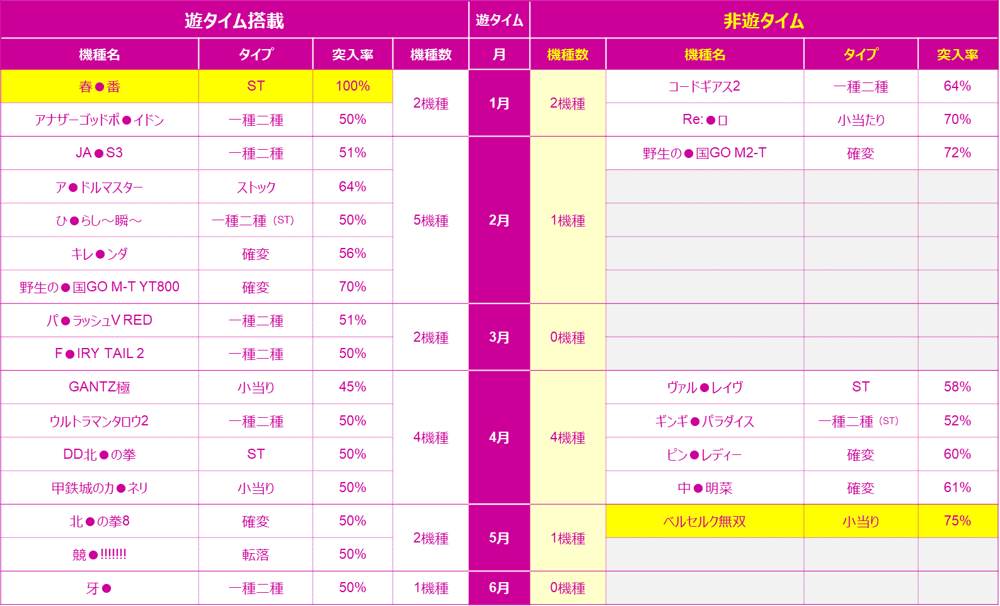 遊タイム搭載 遊タイム 非遊タイム
機種名 タイプ 突入率 機種数 月 機種数 機種名 タイプ 突入率
春●番 ST 100% 2機種 1月 2機種 コードギアス2 一種二種 64%
アナザーゴッドポ●イドン 一種二種 50% Re:●ロ 小当たり 70%
JA●S3 一種二種 51% 5機種 2月 1機種 野生の●国GO M2-T 確変 72%
ア●ドルマスター ストック 64%
ひ●らし～瞬～ 一種二種（ST） 50%
キレ●ンダ 確変 56%
野生の●国GO M-T YT800 確変 70%
パ●ラッシュV RED 一種二種 51% 2機種 3月 0機種
F●IRY TAIL 2 一種二種 50%
GANTZ極 小当り 45% 4機種 4月 4機種 ヴァル●レイヴ ST 58%
ウルトラマンタロウ2 一種二種 50% ギンギ●パラダイス 一種二種（ST） 52%
DD北●の拳 ST 50% ピン●レディー 確変 60%
甲鉄城のカ●ネリ 小当り 50% 中●明菜 確変 61%
北●の拳8 確変 50% 2機種 5月 1機種 ベルセルク無双 小当り 75%
競●!!!!!!! 転落 50%
牙● 一種二種 50% 1機種 6月 0機種